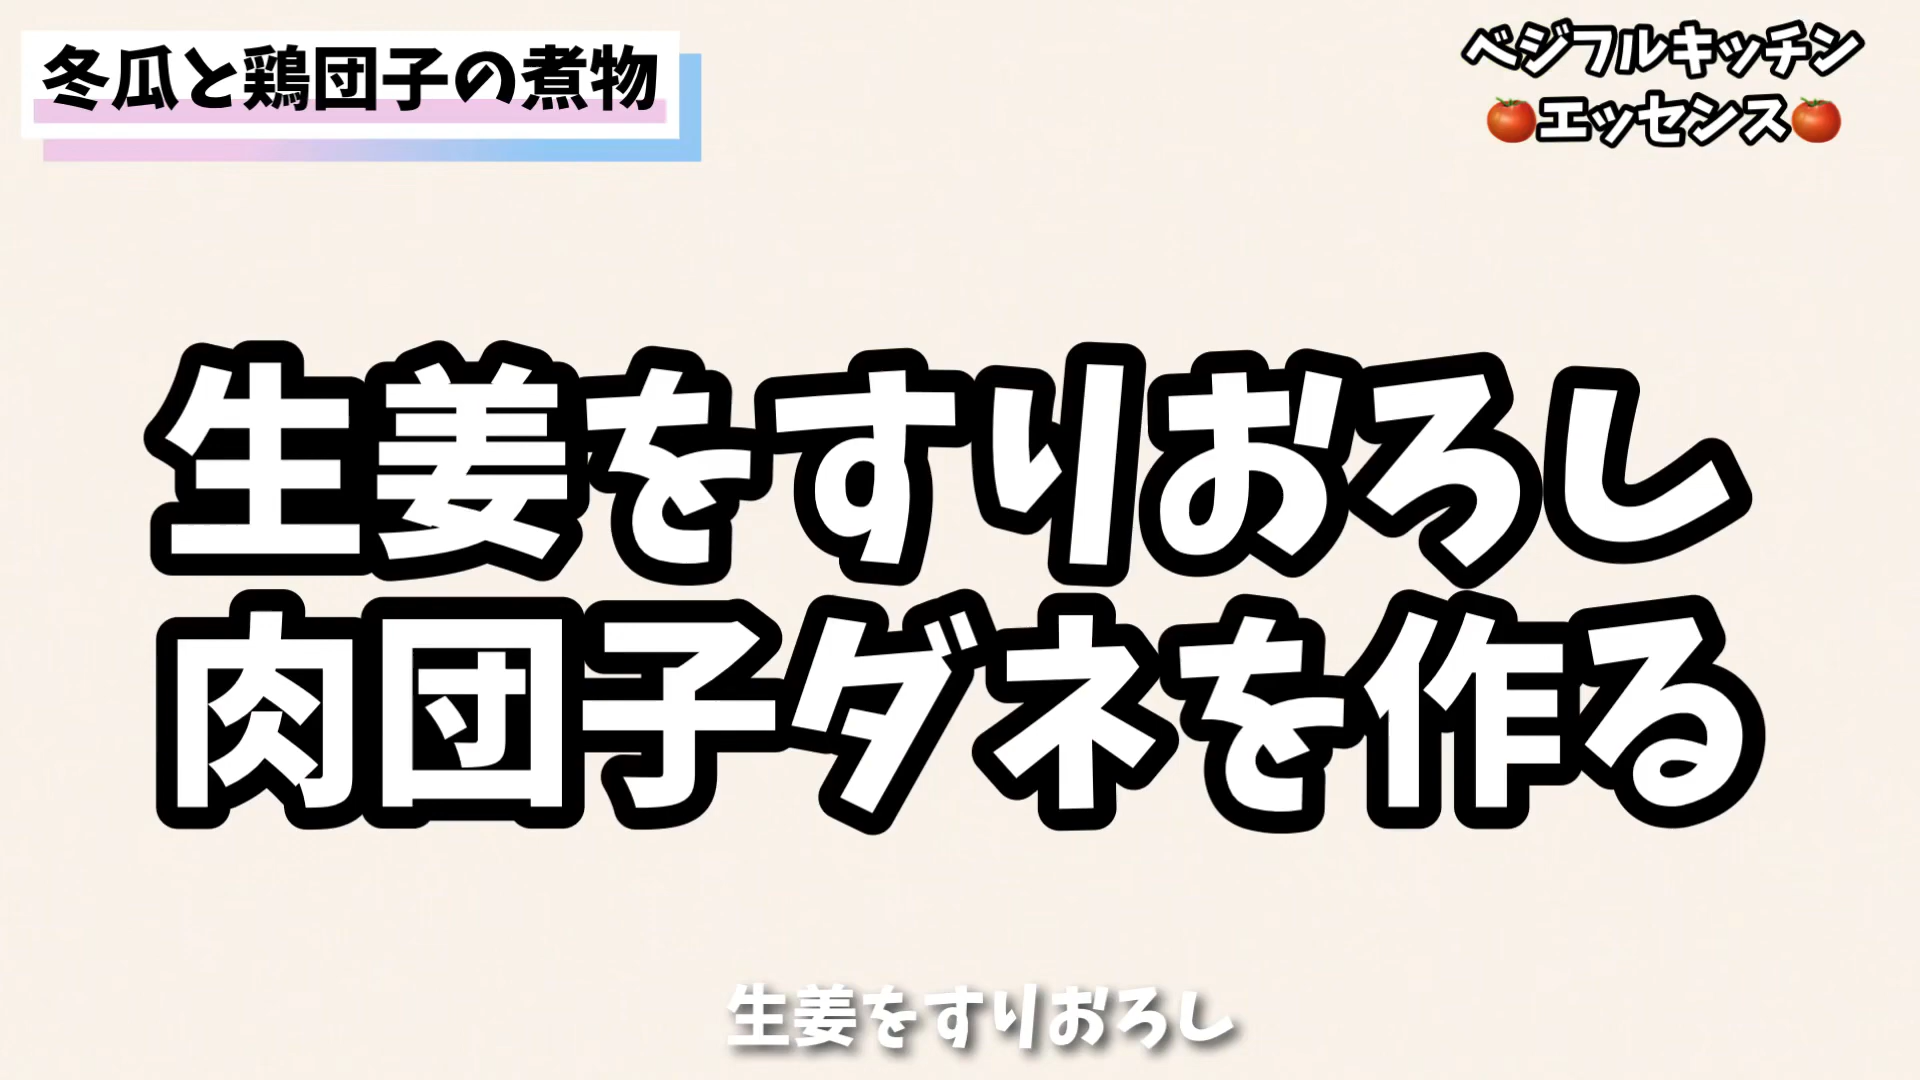 冬瓜と鶏団子の煮物
ベジフルキッチン
🍅エッセンス🍅
生姜をすりおろし
肉団子ダネを作る
生姜をすりおろし